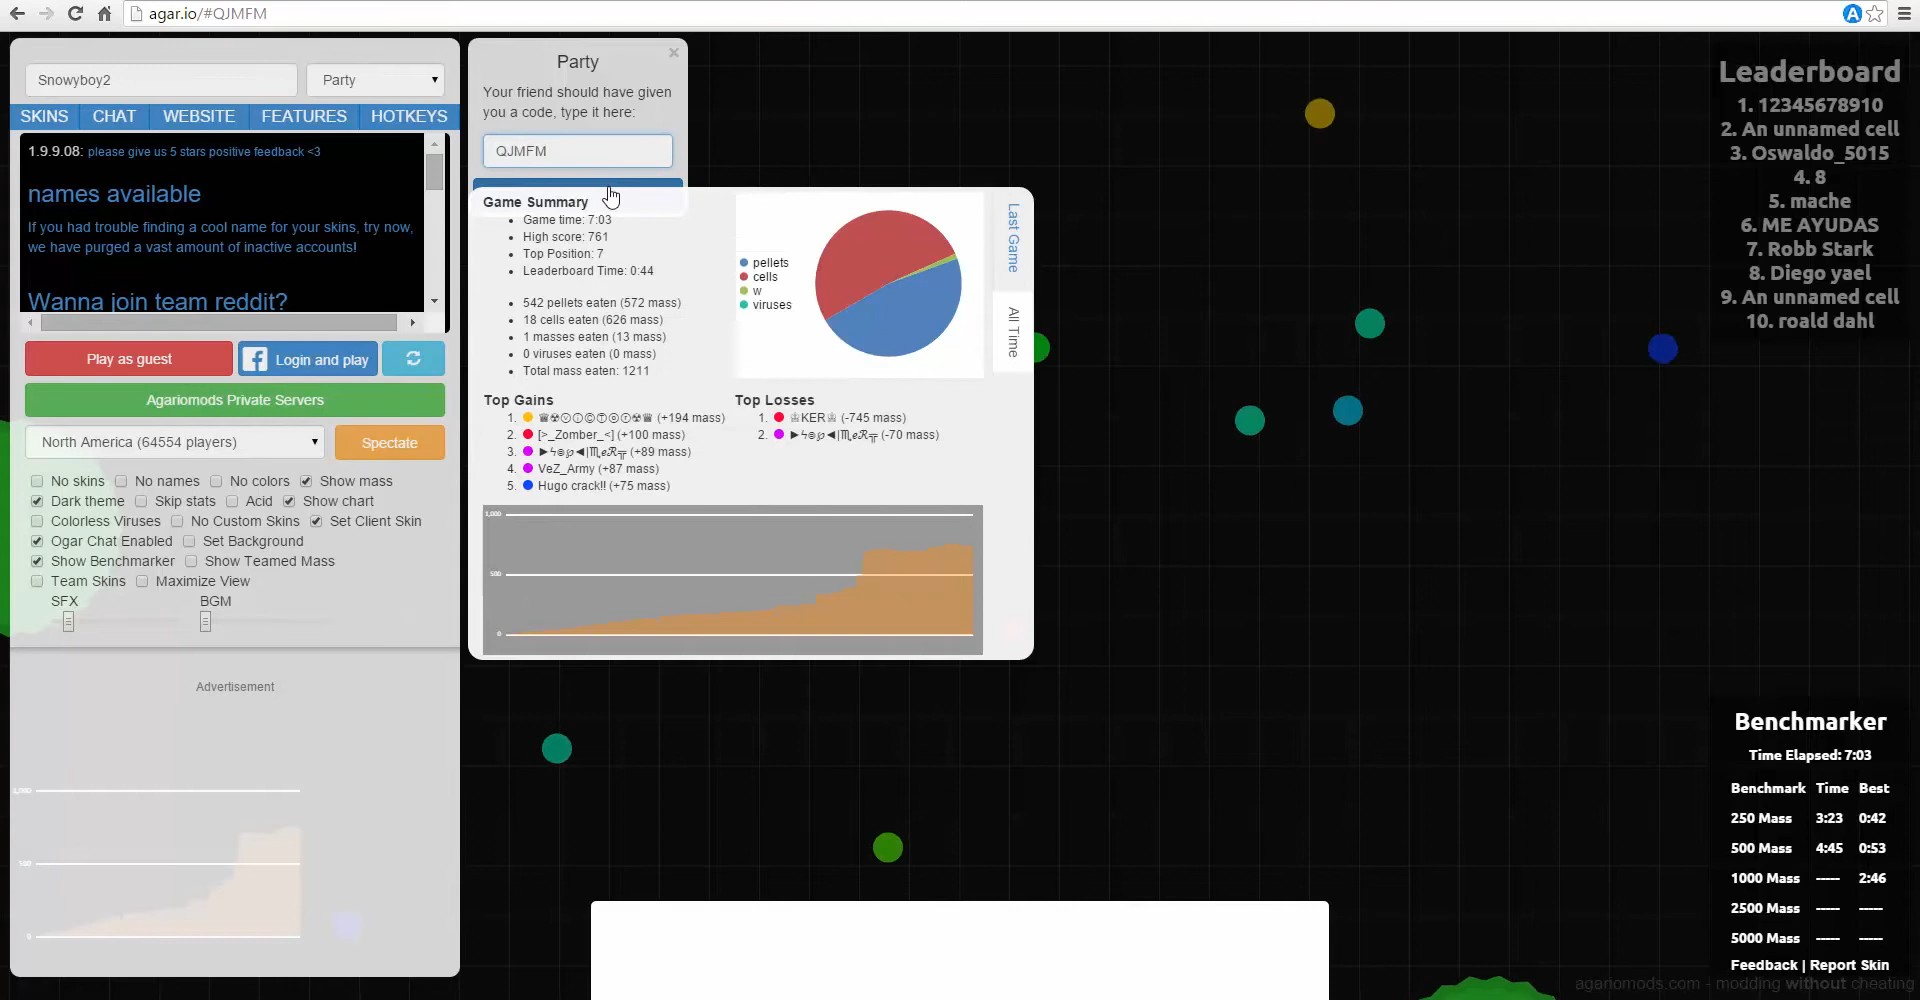 agar.io/#QJMFM
Snowyboy2
Party
SKINS CHAT WEBSITE FEATURES HOTKEYS
1.9.9.08: please give us 5 stars positive feedback <3
names available
If you had trouble finding a cool name for your skins, try now,
we have purged a vast amount of inactive accounts!
Wanna join team reddit?
Play as guest
Login and play
Agariomods Private Servers
North America (64554 players)
Spectate
No skins No names No colors Show mass
Dark theme Skip stats Acid Show chart
Colorless Viruses No Custom Skins Set Client Skin
Ogar Chat Enabled Set Background
Show Benchmarker Show Teamed Mass
Team Skins Maximize View
SFX BGM
Advertisement
1,000
500
0
Party
×
Your friend should have given
you a code, type it here:
QJMFM
Game Summary
Game time: 7:03
High score: 761
Top Position: 7
Leaderboard Time: 0:44
542 pellets eaten (572 mass)
18 cells eaten (626 mass)
1 masses eaten (13 mass)
0 viruses eaten (0 mass)
Total mass eaten: 1211
pellets
cells
w
viruses
Last Game
All Time
Top Gains
1. ♕☢ⓥⓘⓒⓣⓞⓡ☢♕ (+194 mass)
2. [>_Zomber_<] (+100 mass)
3. (+89 mass)
4. VeZ_Army (+87 mass)
5. Hugo crack!! (+75 mass)
Top Losses
1. ♔KER♔ (-745 mass)
2. (-70 mass)
1,000
500
0
Leaderboard
1. 12345678910
2. An unnamed cell
3. Oswaldo_5015
4. 8
5. mache
6. ME AYUDAS
7. Robb Stark
8. Diego yael
9. An unnamed cell
10. roald dahl
Benchmarker
Time Elapsed: 7:03
Benchmark Time Best
250 Mass 3:23 0:42
500 Mass 4:45 0:53
1000 Mass ----- 2:46
2500 Mass ----- -----
5000 Mass ----- -----
Feedback | Report Skin
agariomods.com - modding without cheating